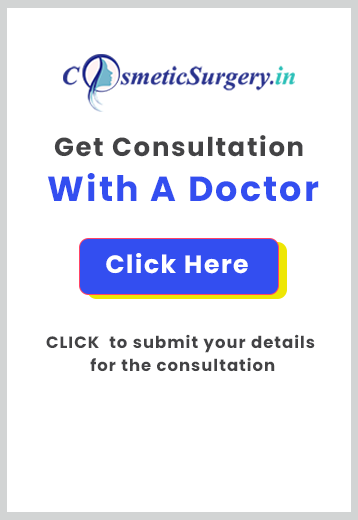 CosmeticSurgery.in
Get Consultation
With A Doctor
Click Here
CLICK to submit your details
for the consultation